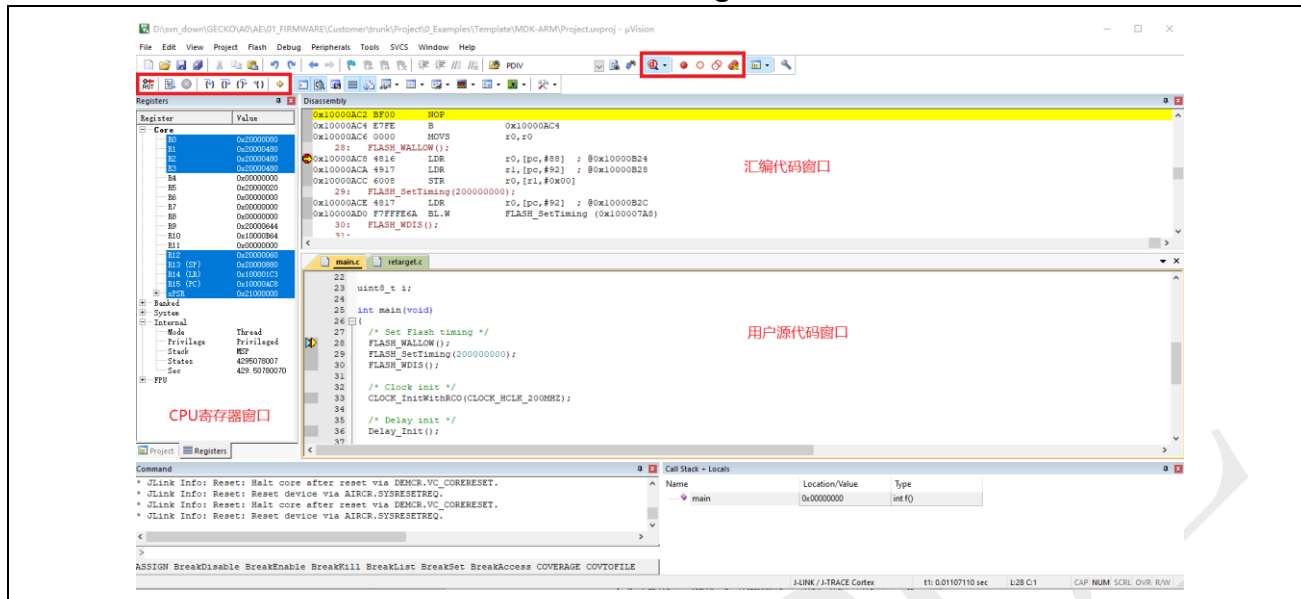 D:\svn_down\GECKO\A0\AE\01_FIRMWARE\Customer\trunk\Project\0_Examples\Template\MDK-ARM\Project.uvproj - µVision
File Edit View Project Flash Debug Peripherals Tools SVCS Window Help
PDIV
RST
Registers
Register Value
Core
R0 0x20000080
R1 0x20000480
R2 0x20000480
R3 0x20000480
R4 0x00000000
R5 0x20000020
R6 0x00000000
R7 0x00000000
R8 0x00000000
R9 0x20000644
R10 0x10000B64
R11 0x00000000
R12 0x20000060
R13 (SP) 0x20000880
R14 (LR) 0x100001C3
R15 (PC) 0x10000AC8
xPSR 0x21000000
Banked
System
Internal
Mode Thread
Privilege Privileged
Stack MSP
States 4295078007
Sec 429.50780070
FPU
CPU寄存器窗口
Project Registers
Disassembly
0x10000AC2 BF00 NOP
0x10000AC4 E7FE B 0x10000AC4
0x10000AC6 0000 MOVS r0,r0
28: FLASH_WALLOW();
0x10000AC8 4816 LDR r0,[pc,#88] ; @0x10000B24
0x10000ACA 4917 LDR r1,[pc,#92] ; @0x10000B28
0x10000ACC 6008 STR r0,[r1,#0x00]
29: FLASH_SetTiming(200000000);
0x10000ACE 4817 LDR r0,[pc,#92] ; @0x10000B2C
0x10000AD0 F7FFFE6A BL.W FLASH_SetTiming (0x100007A8)
30: FLASH_WDIS();
31:
汇编代码窗口
main.c retarget.c
22
23 uint8_t i;
24
25 int main(void)
26 {
27 /* Set Flash timing */
28 FLASH_WALLOW();
29 FLASH_SetTiming(200000000);
30 FLASH_WDIS();
31
32 /* Clock init */
33 CLOCK_InitWithRCO(CLOCK_HCLK_200MHZ);
34
35 /* Delay init */
36 Delay_Init();
37
用户源代码窗口
Command
* JLink Info: Reset: Halt core after reset via DEMCR.VC_CORERESET.
* JLink Info: Reset: Reset device via AIRCR.SYSRESETREQ.
* JLink Info: Reset: Halt core after reset via DEMCR.VC_CORERESET.
* JLink Info: Reset: Reset device via AIRCR.SYSRESETREQ.
>
ASSIGN BreakDisable BreakEnable BreakKill BreakList BreakSet BreakAccess COVERAGE COVTOFILE
Call Stack + Locals
Name Location/Value Type
main 0x00000000 int f()
J-LINK / J-TRACE Cortex t1: 0.01107110 sec L:28 C:1 CAP NUM SCRL OVR R/W